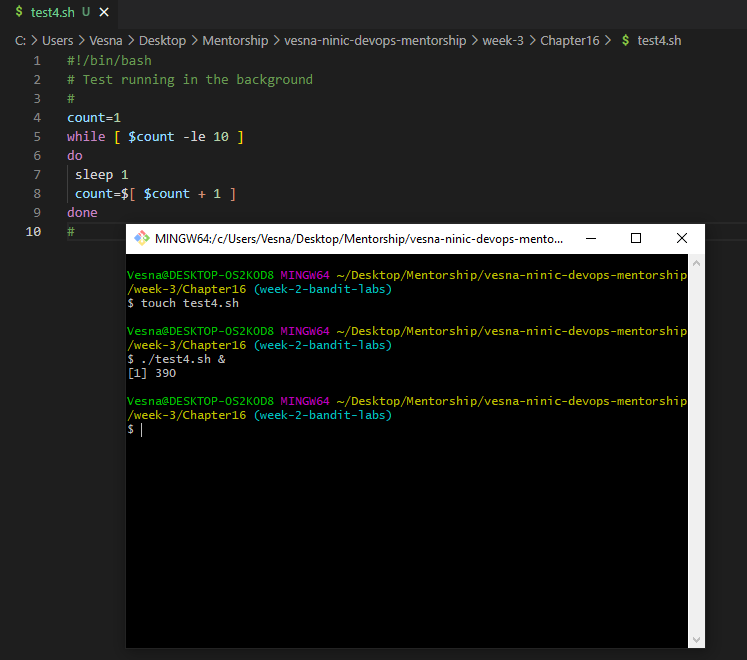 $ test4.sh U ×
C: > Users > Vesna > Desktop > Mentorship > vesna-ninic-devops-mentorship > week-3 > Chapter16 > $ test4.sh
1 #!/bin/bash
2 # Test running in the background
3 #
4 count=1
5 while [ $count -le 10 ]
6 do
7 sleep 1
8 count=$[ $count + 1 ]
9 done
10 #
MINGW64:/c/Users/Vesna/Desktop/Mentorship/vesna-ninic-devops-mento...
Vesna@DESKTOP-OS2KOD8 MINGW64 ~/Desktop/Mentorship/vesna-ninic-devops-mentorship
/week-3/Chapter16 (week-2-bandit-labs)
$ touch test4.sh
Vesna@DESKTOP-OS2KOD8 MINGW64 ~/Desktop/Mentorship/vesna-ninic-devops-mentorship
/week-3/Chapter16 (week-2-bandit-labs)
$ ./test4.sh &
[1] 390
Vesna@DESKTOP-OS2KOD8 MINGW64 ~/Desktop/Mentorship/vesna-ninic-devops-mentorship
/week-3/Chapter16 (week-2-bandit-labs)
$